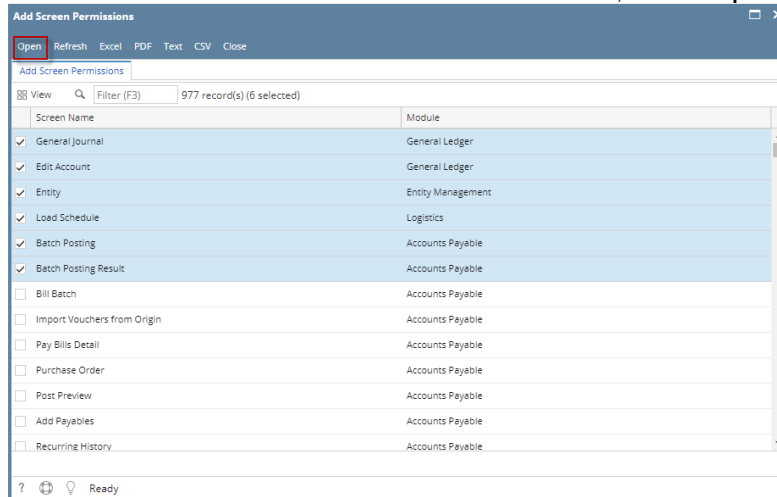 Add Screen Permissions
Open Refresh Excel PDF Text CSV Close
Add Screen Permissions
View Filter (F3) 977 record(s) (6 selected)
Screen Name Module
General Journal General Ledger
Edit Account General Ledger
Entity Entity Management
Load Schedule Logistics
Batch Posting Accounts Payable
Batch Posting Result Accounts Payable
Bill Batch Accounts Payable
Import Vouchers from Origin Accounts Payable
Pay Bills Detail Accounts Payable
Purchase Order Accounts Payable
Post Preview Accounts Payable
Add Payables Accounts Payable
Recurring History Accounts Payable
? Ready